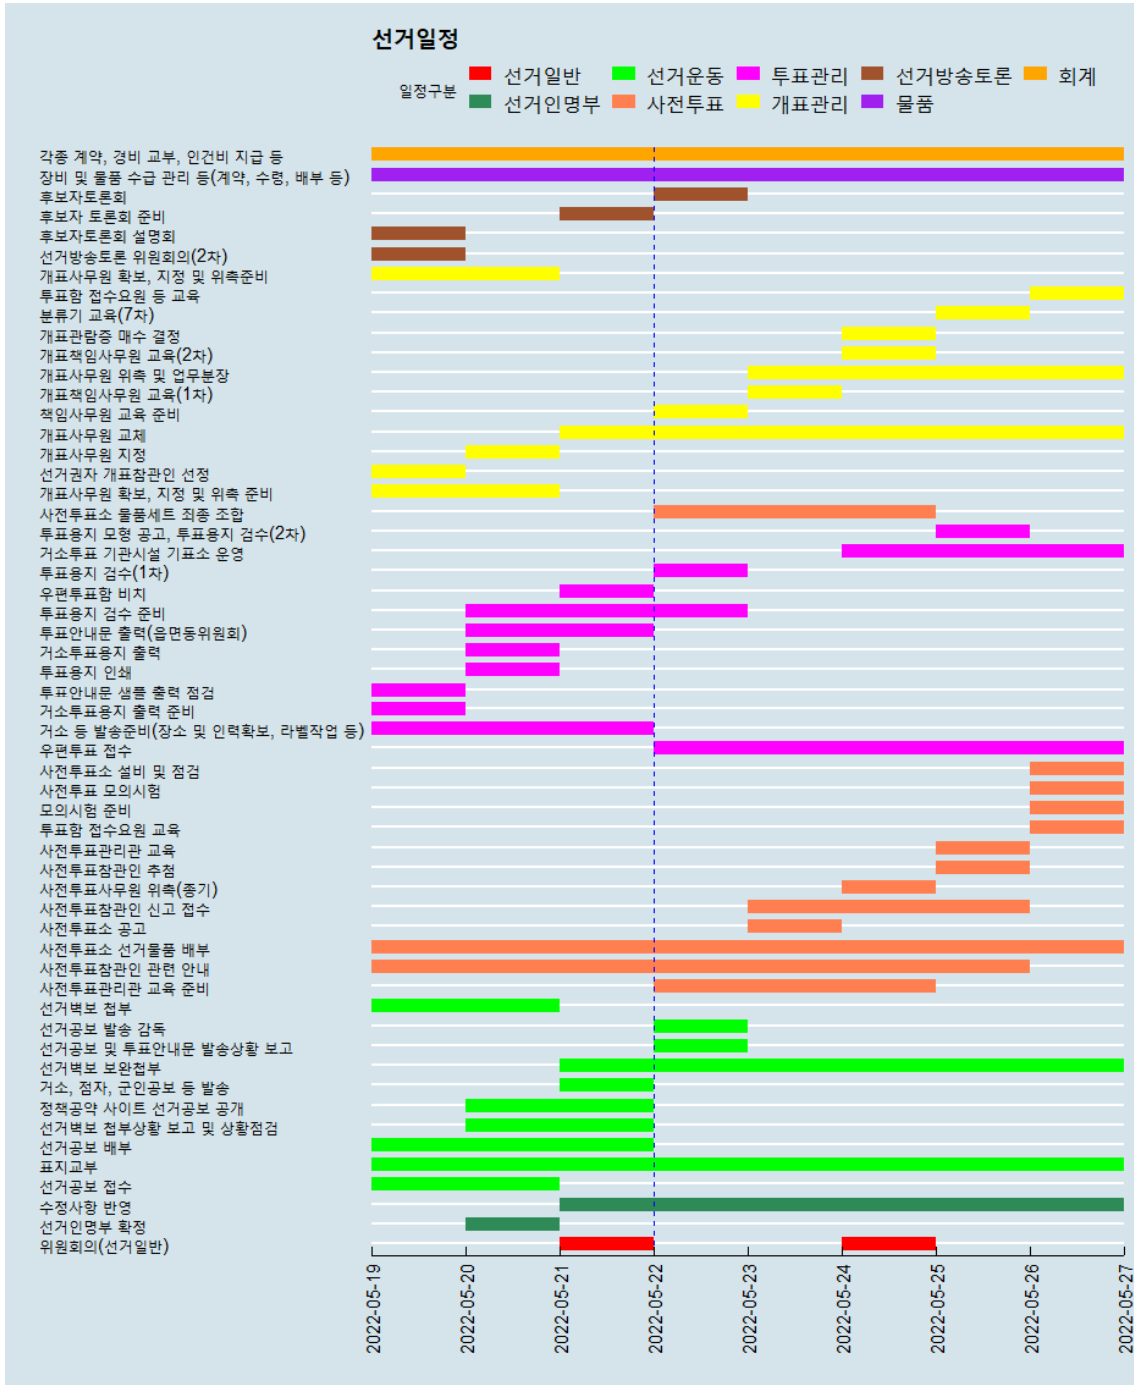 선거일정
일정구분 선거일반 선거운동 투표관리 선거방송토론 회계
선거인명부 사전투표 개표관리 물품
각종 계약, 경비 교부, 인건비 지급 등
장비 및 물품 수급 관리 등(계약, 수령, 배부 등)
후보자토론회
후보자 토론회 준비
후보자토론회 설명회
선거방송토론 위원회의(2차)
개표사무원 확보, 지정 및 위촉준비
투표함 접수요원 등 교육
분류기 교육(7차)
개표관람증 매수 결정
개표책임사무원 교육(2차)
개표사무원 위촉 및 업무분장
개표책임사무원 교육(1차)
책임사무원 교육 준비
개표사무원 교체
개표사무원 지정
선거권자 개표참관인 선정
개표사무원 확보, 지정 및 위촉 준비
사전투표소 물품세트 최종 조합
투표용지 모형 공고, 투표용지 검수(2차)
거소투표 기관시설 기표소 운영
투표용지 검수(1차)
우편투표함 비치
투표용지 검수 준비
투표안내문 출력(읍면동위원회)
거소투표용지 출력
투표용지 인쇄
투표안내문 샘플 출력 점검
거소투표용지 출력 준비
거소 등 발송준비(장소 및 인력확보, 라벨작업 등)
우편투표 접수
사전투표소 설비 및 점검
사전투표 모의시험
모의시험 준비
투표함 접수요원 교육
사전투표관리관 교육
사전투표참관인 추첨
사전투표사무원 위촉(종기)
사전투표참관인 신고 접수
사전투표소 공고
사전투표소 선거물품 배부
사전투표참관인 관련 안내
사전투표관리관 교육 준비
선거벽보 첩부
선거공보 발송 감독
선거공보 및 투표안내문 발송상황 보고
선거벽보 보완첩부
거소, 점자, 군인공보 등 발송
정책공약 사이트 선거공보 공개
선거벽보 첩부상황 보고 및 상황점검
선거공보 배부
표지교부
선거공보 접수
수정사항 반영
선거인명부 확정
위원회의(선거일반)
2022-05-19
2022-05-20
2022-05-21
2022-05-22
2022-05-23
2022-05-24
2022-05-25
2022-05-26
2022-05-27